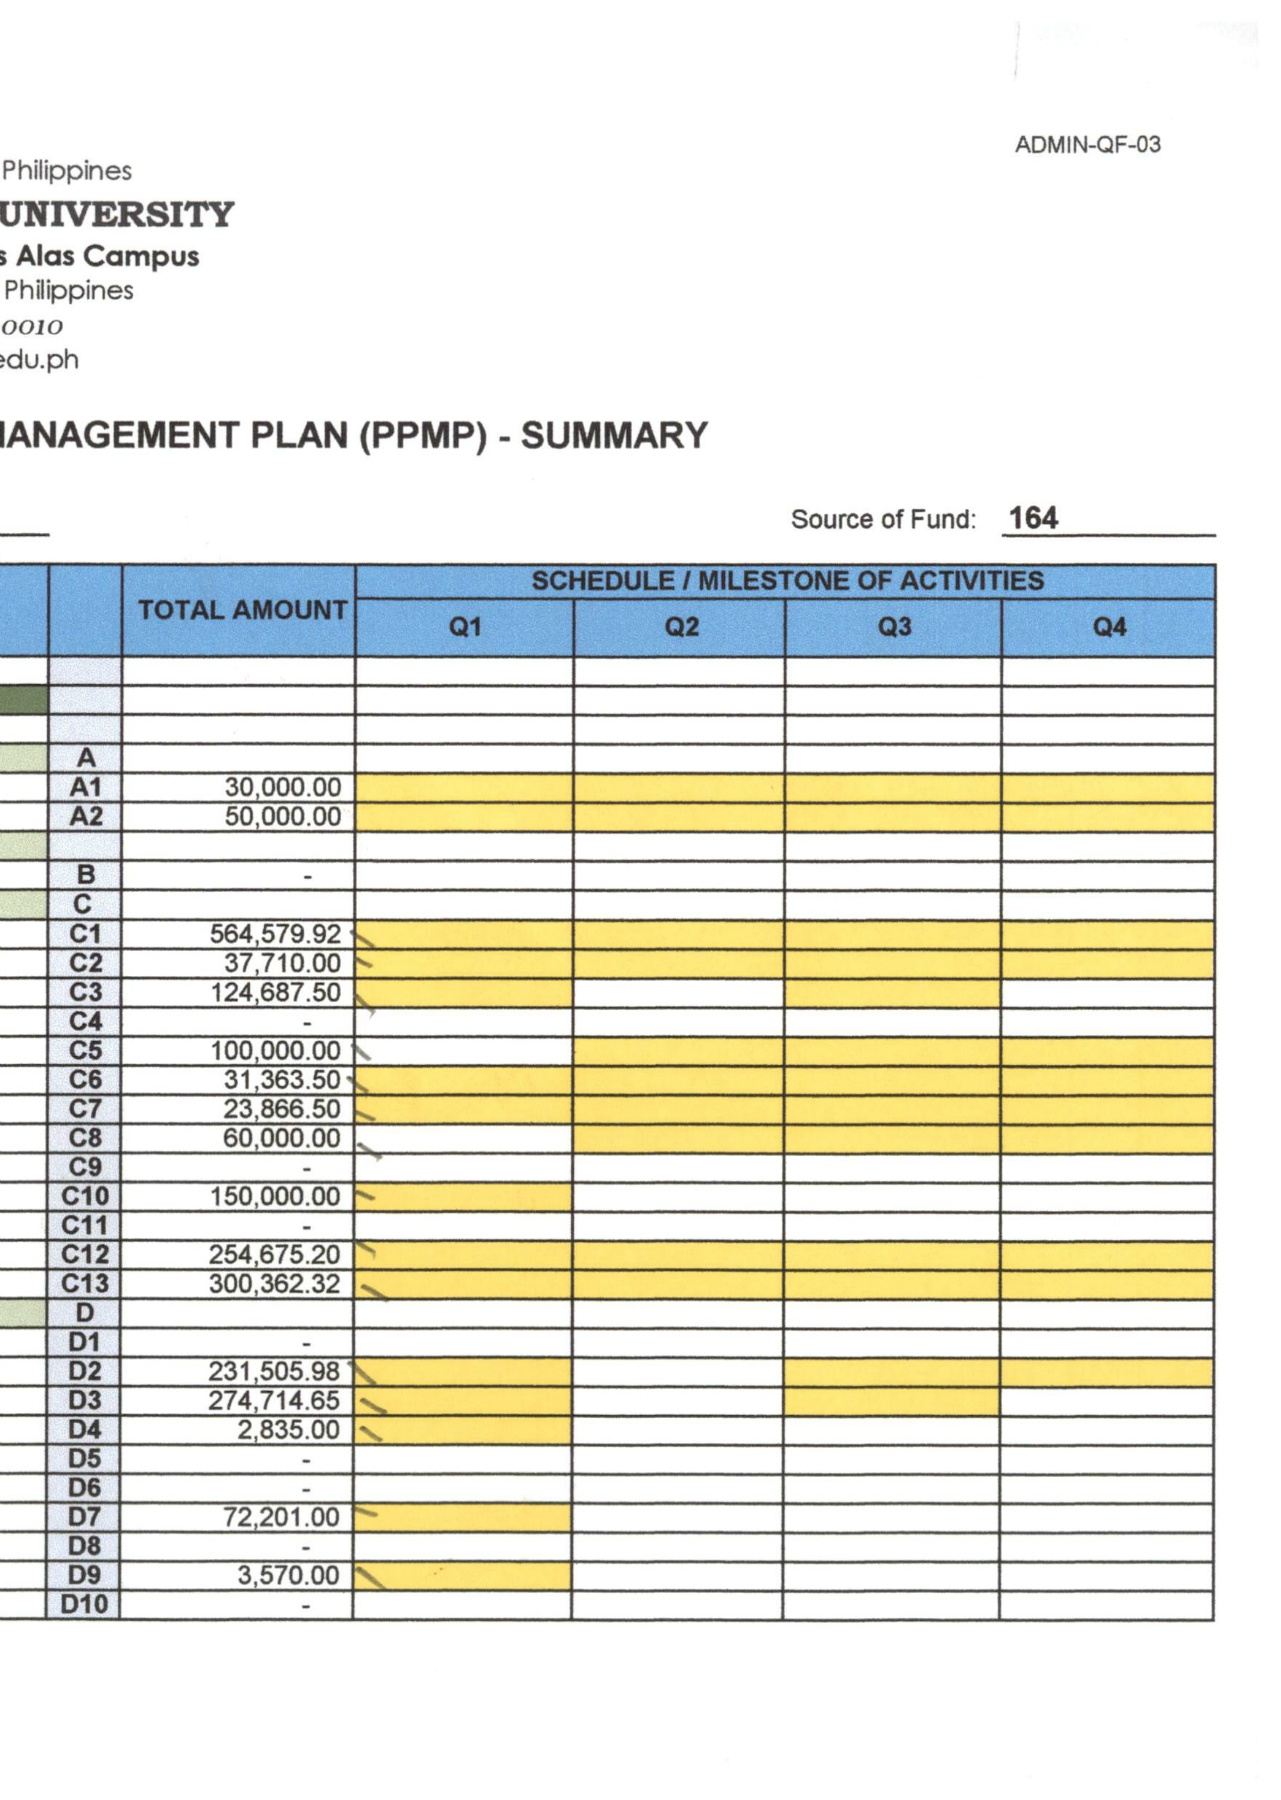 ADMIN-QF-03
Philippines
UNIVERSITY
s Alas Campus
Philippines
0010
edu.ph
MANAGEMENT PLAN (PPMP) - SUMMARY
Source of Fund: 164
TOTAL AMOUNT SCHEDULE / MILESTONE OF ACTIVITIES
Q1 Q2 Q3 Q4
A
A1 30,000.00
A2 50,000.00
B -
C
C1 564,579.92
C2 37,710.00
C3 124,687.50
C4 -
C5 100,000.00
C6 31,363.50
C7 23,866.50
C8 60,000.00
C9 -
C10 150,000.00
C11 -
C12 254,675.20
C13 300,362.32
D
D1 -
D2 231,505.98
D3 274,714.65
D4 2,835.00
D5 -
D6 -
D7 72,201.00
D8 -
D9 3,570.00
D10 -